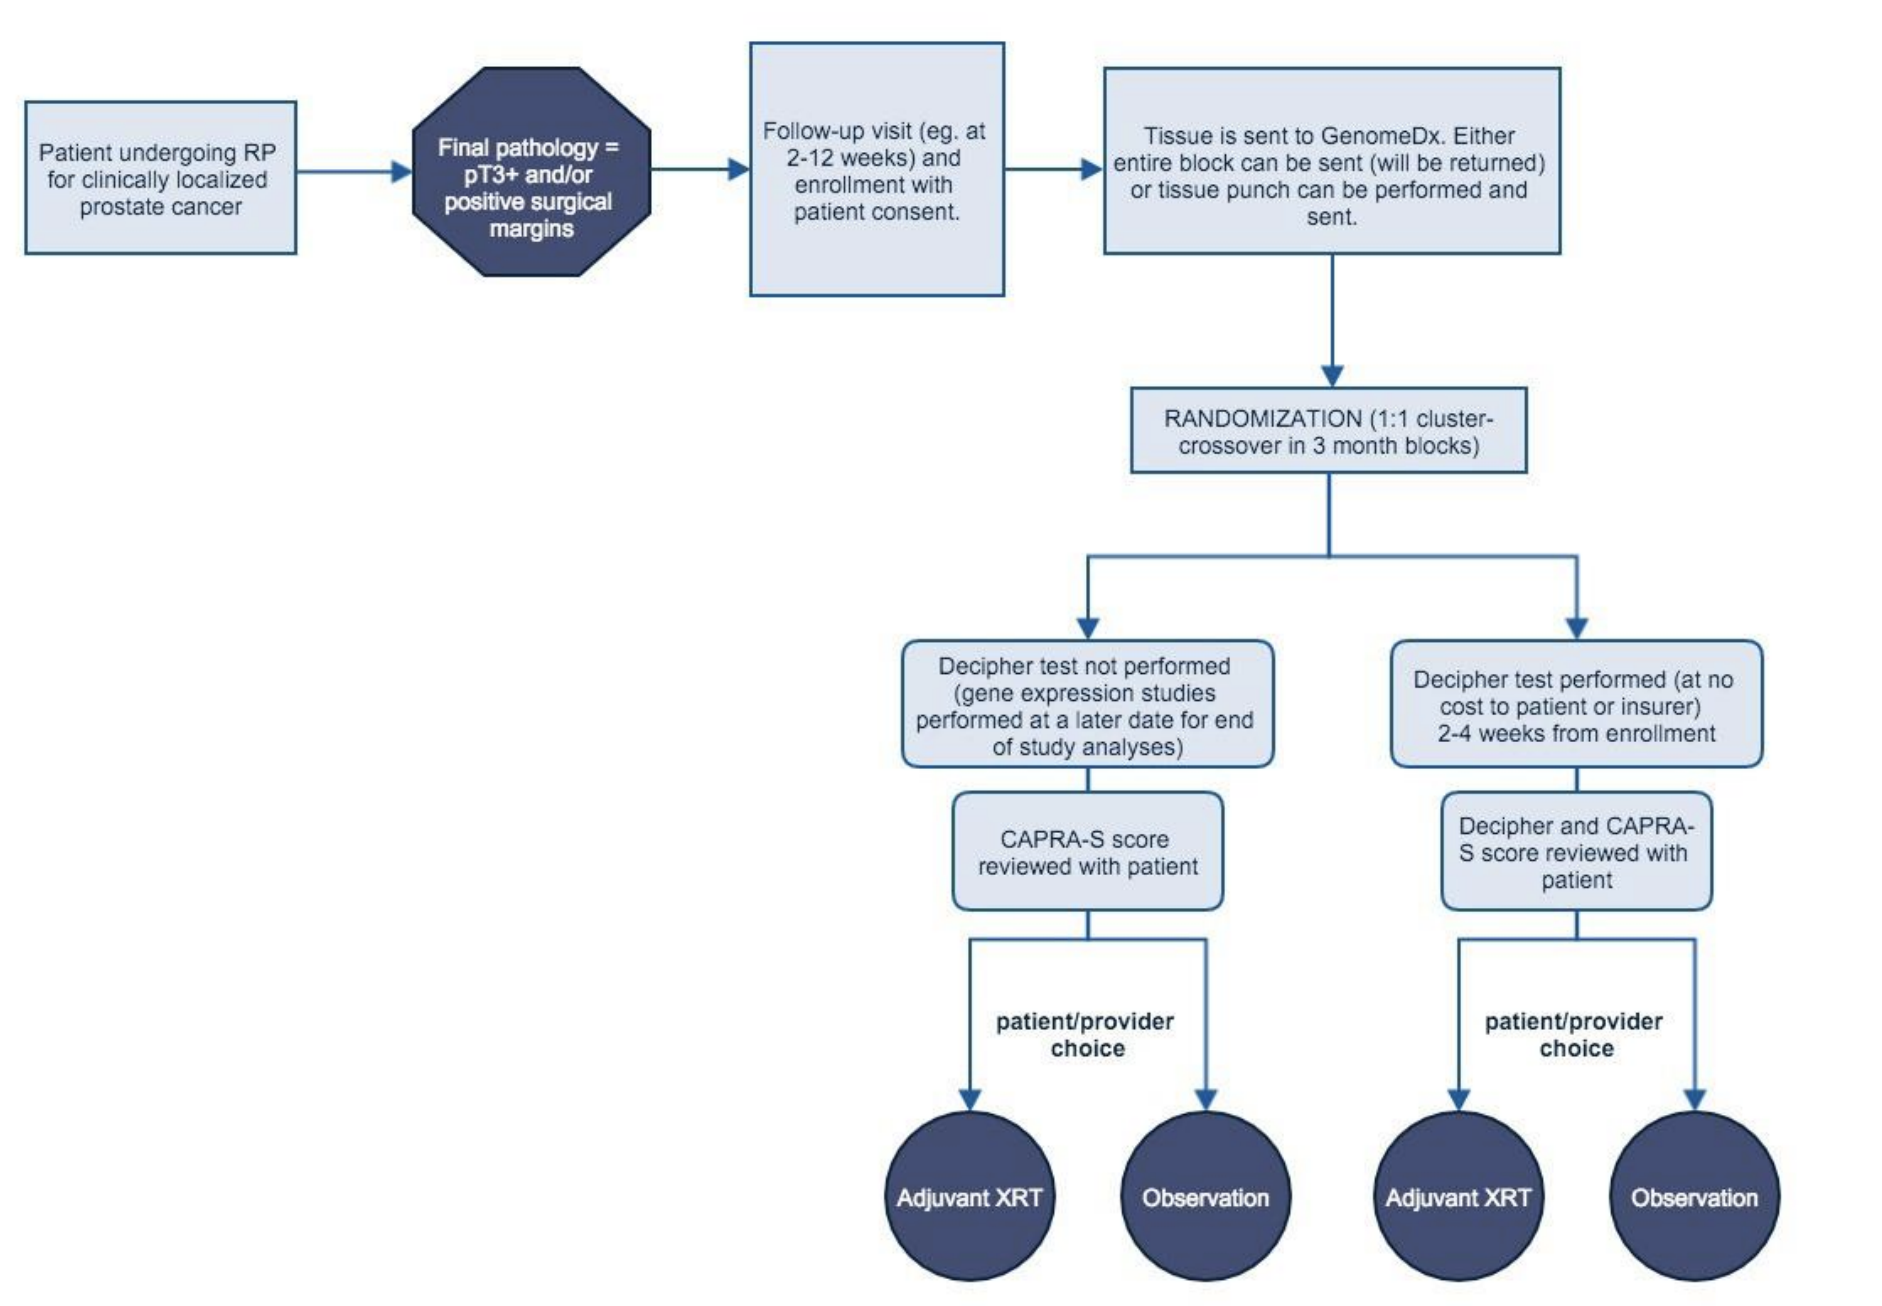 Patient undergoing RP
for clinically localized
prostate cancer
Final pathology =
pT3+ and/or
positive surgical
margins
Follow-up visit (eg. at
2-12 weeks) and
enrollment with
patient consent.
Tissue is sent to GenomeDx. Either
entire block can be sent (will be returned)
or tissue punch can be performed and
sent.
RANDOMIZATION (1:1 cluster-
crossover in 3 month blocks)
Decipher test not performed
(gene expression studies
performed at a later date for end
of study analyses)
Decipher test performed (at no
cost to patient or insurer)
2-4 weeks from enrollment
CAPRA-S score
reviewed with patient
Decipher and CAPRA-
S score reviewed with
patient
patient/provider
choice
patient/provider
choice
Adjuvant XRT
Observation
Adjuvant XRT
Observation